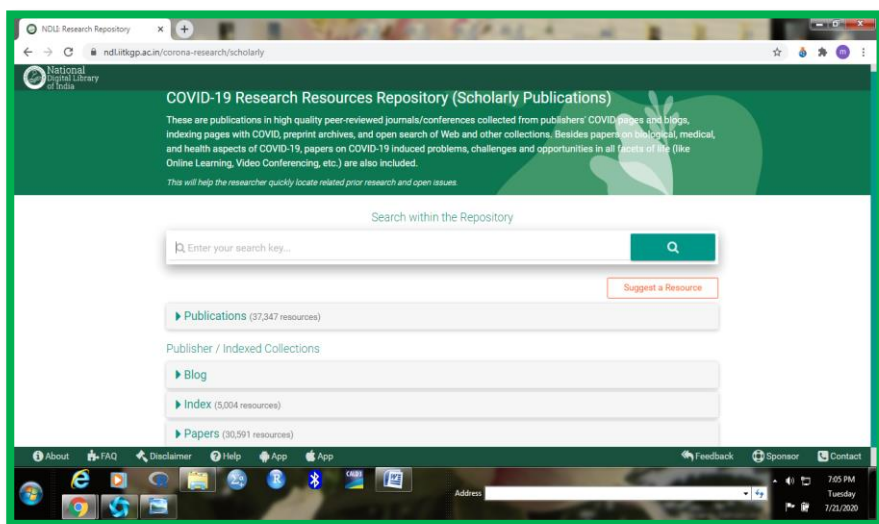 NDLI: Research Repository
ndl.iitkgp.ac.in/corona-research/scholarly
m
National
Digital Library
of India
COVID-19 Research Resources Repository (Scholarly Publications)
These are publications in high quality peer-reviewed journals/conferences collected from publishers' COVID pages and blogs,
indexing pages with COVID, preprint archives, and open search of Web and other collections. Besides papers on biological, medical,
and health aspects of COVID-19, papers on COVID-19 induced problems, challenges and opportunities in all facets of life (like
Online Learning, Video Conferencing, etc.) are also included.
This will help the researcher quickly locate related prior research and open issues.
Search within the Repository
Enter your search key...
Suggest a Resource
Publications (37,347 resources)
Publisher / Indexed Collections
Blog
Index (5,004 resources)
Papers (30,591 resources)
About FAQ Disclaimer Help App App Feedback Sponsor Contact
Address
7:05 PM
Tuesday
7/21/2020